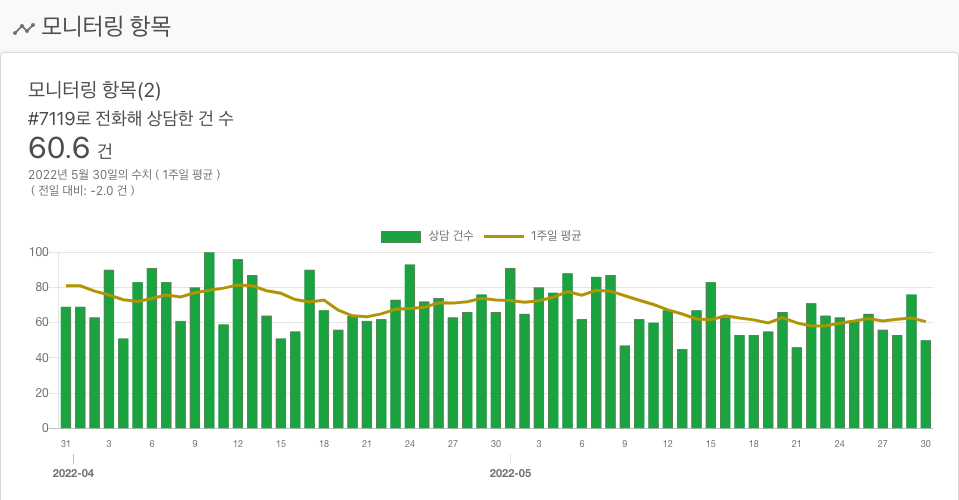 모니터링 항목
모니터링 항목(2)
#7119로 전화해 상담한 건 수
60.6 건
2022년 5월 30일의 수치 ( 1주일 평균 )
( 전일 대비: -2.0 건 )
상담 건수 1주일 평균
100
80
60
40
20
0
31 3 6 9 12 15 18 21 24 27 30 3 6 9 12 15 18 21 24 27 30
2022-04 2022-05